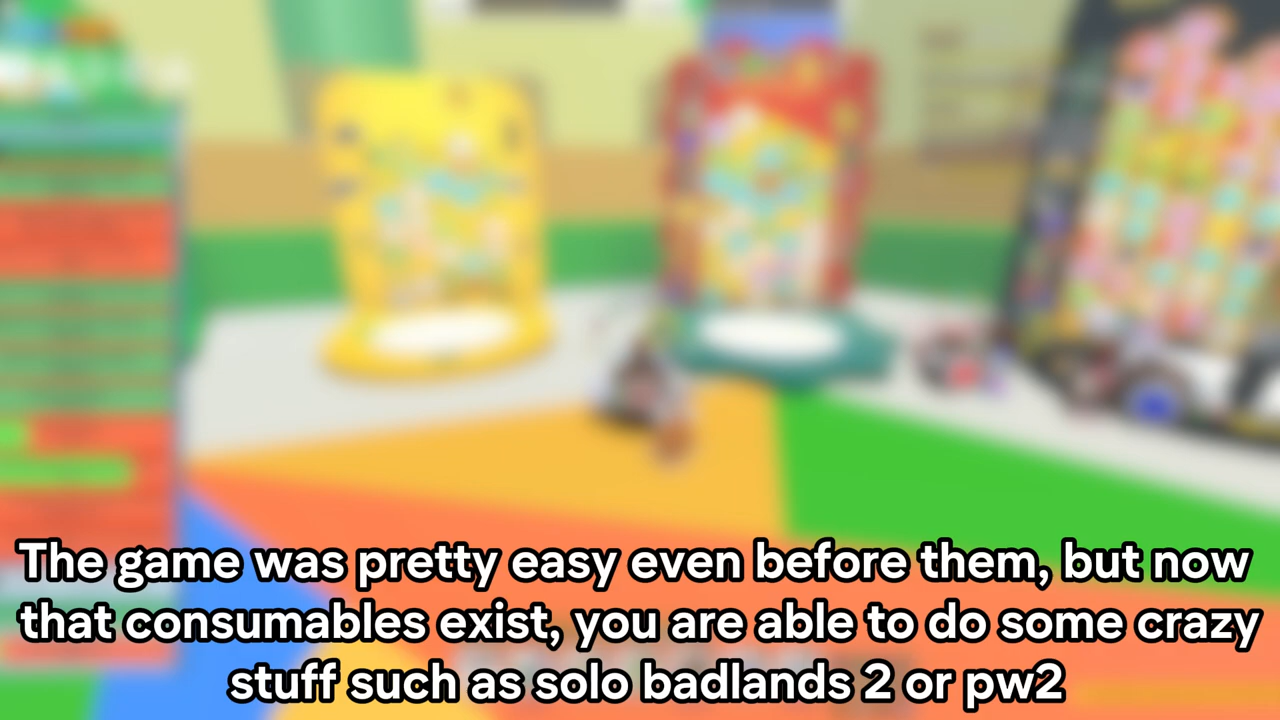 The game was pretty easy even before them, but now
that consumables exist, you are able to do some crazy
stuff such as solo badlands 2 or pw2